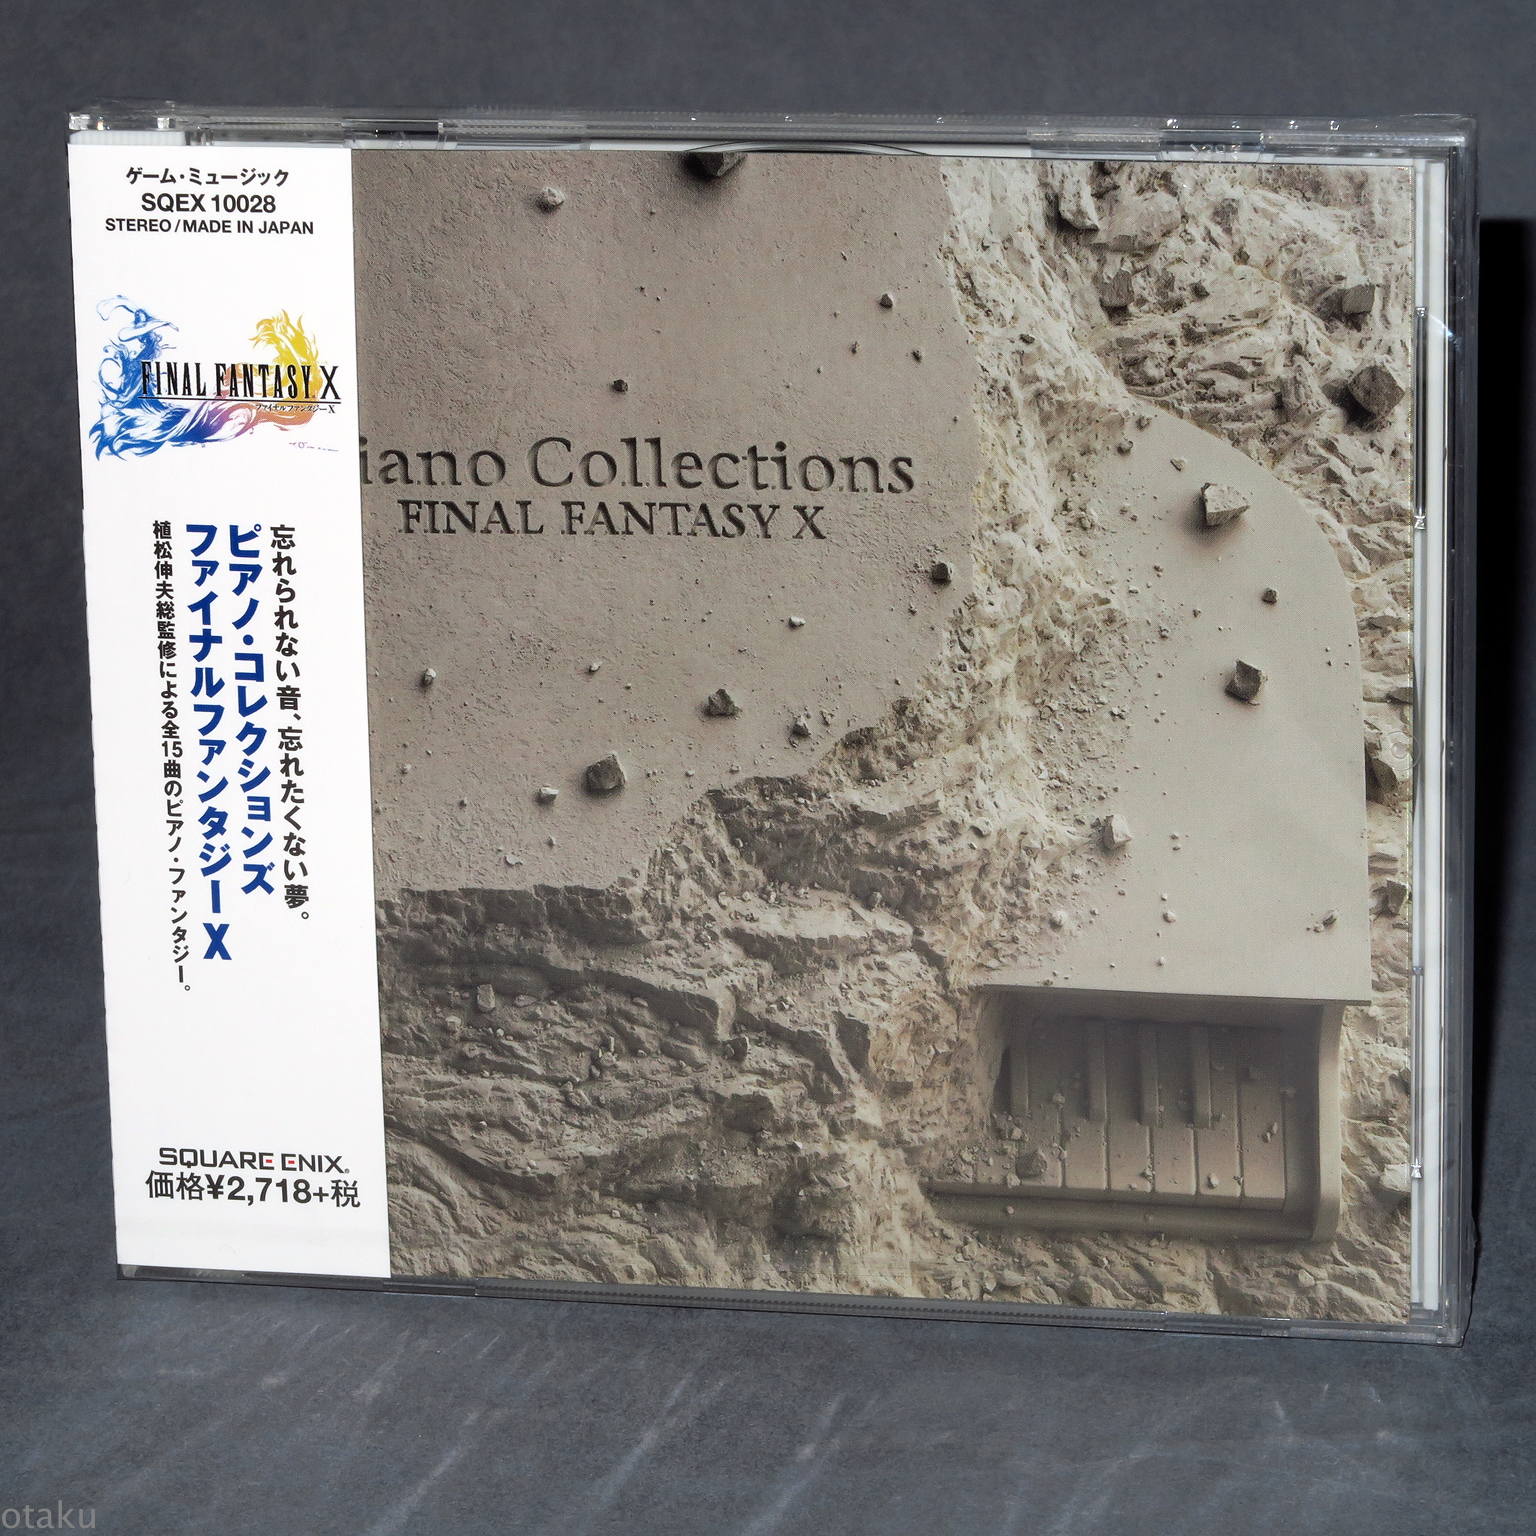 ゲーム・ミュージック
SQEX 10028
STEREO/MADE IN JAPAN
FINAL FANTASY X
ファイナルファンタジーX
忘れられない音、忘れたくない夢。
ピアノ・コレクションズ
ファイナルファンタジーX
植松伸夫総監修による全15曲のピアノ・ファンタジー。
SQUARE ENIX®
価格¥2,718+税
iano Collections
FINAL FANTASY X
otaku